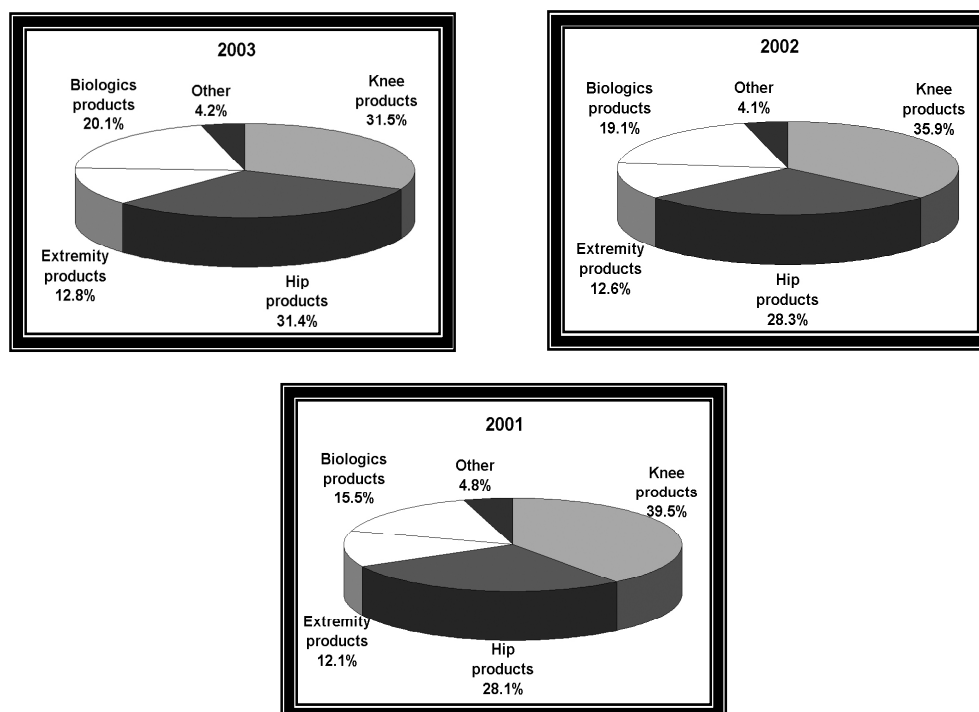 2003
Biologics
products
20.1%
Other
4.2%
Knee
products
31.5%
Extremity
products
12.8%
Hip
products
31.4%
2002
Biologics
products
19.1%
Other
4.1%
Knee
products
35.9%
Extremity
products
12.6%
Hip
products
28.3%
2001
Biologics
products
15.5%
Other
4.8%
Knee
products
39.5%
Extremity
products
12.1%
Hip
products
28.1%